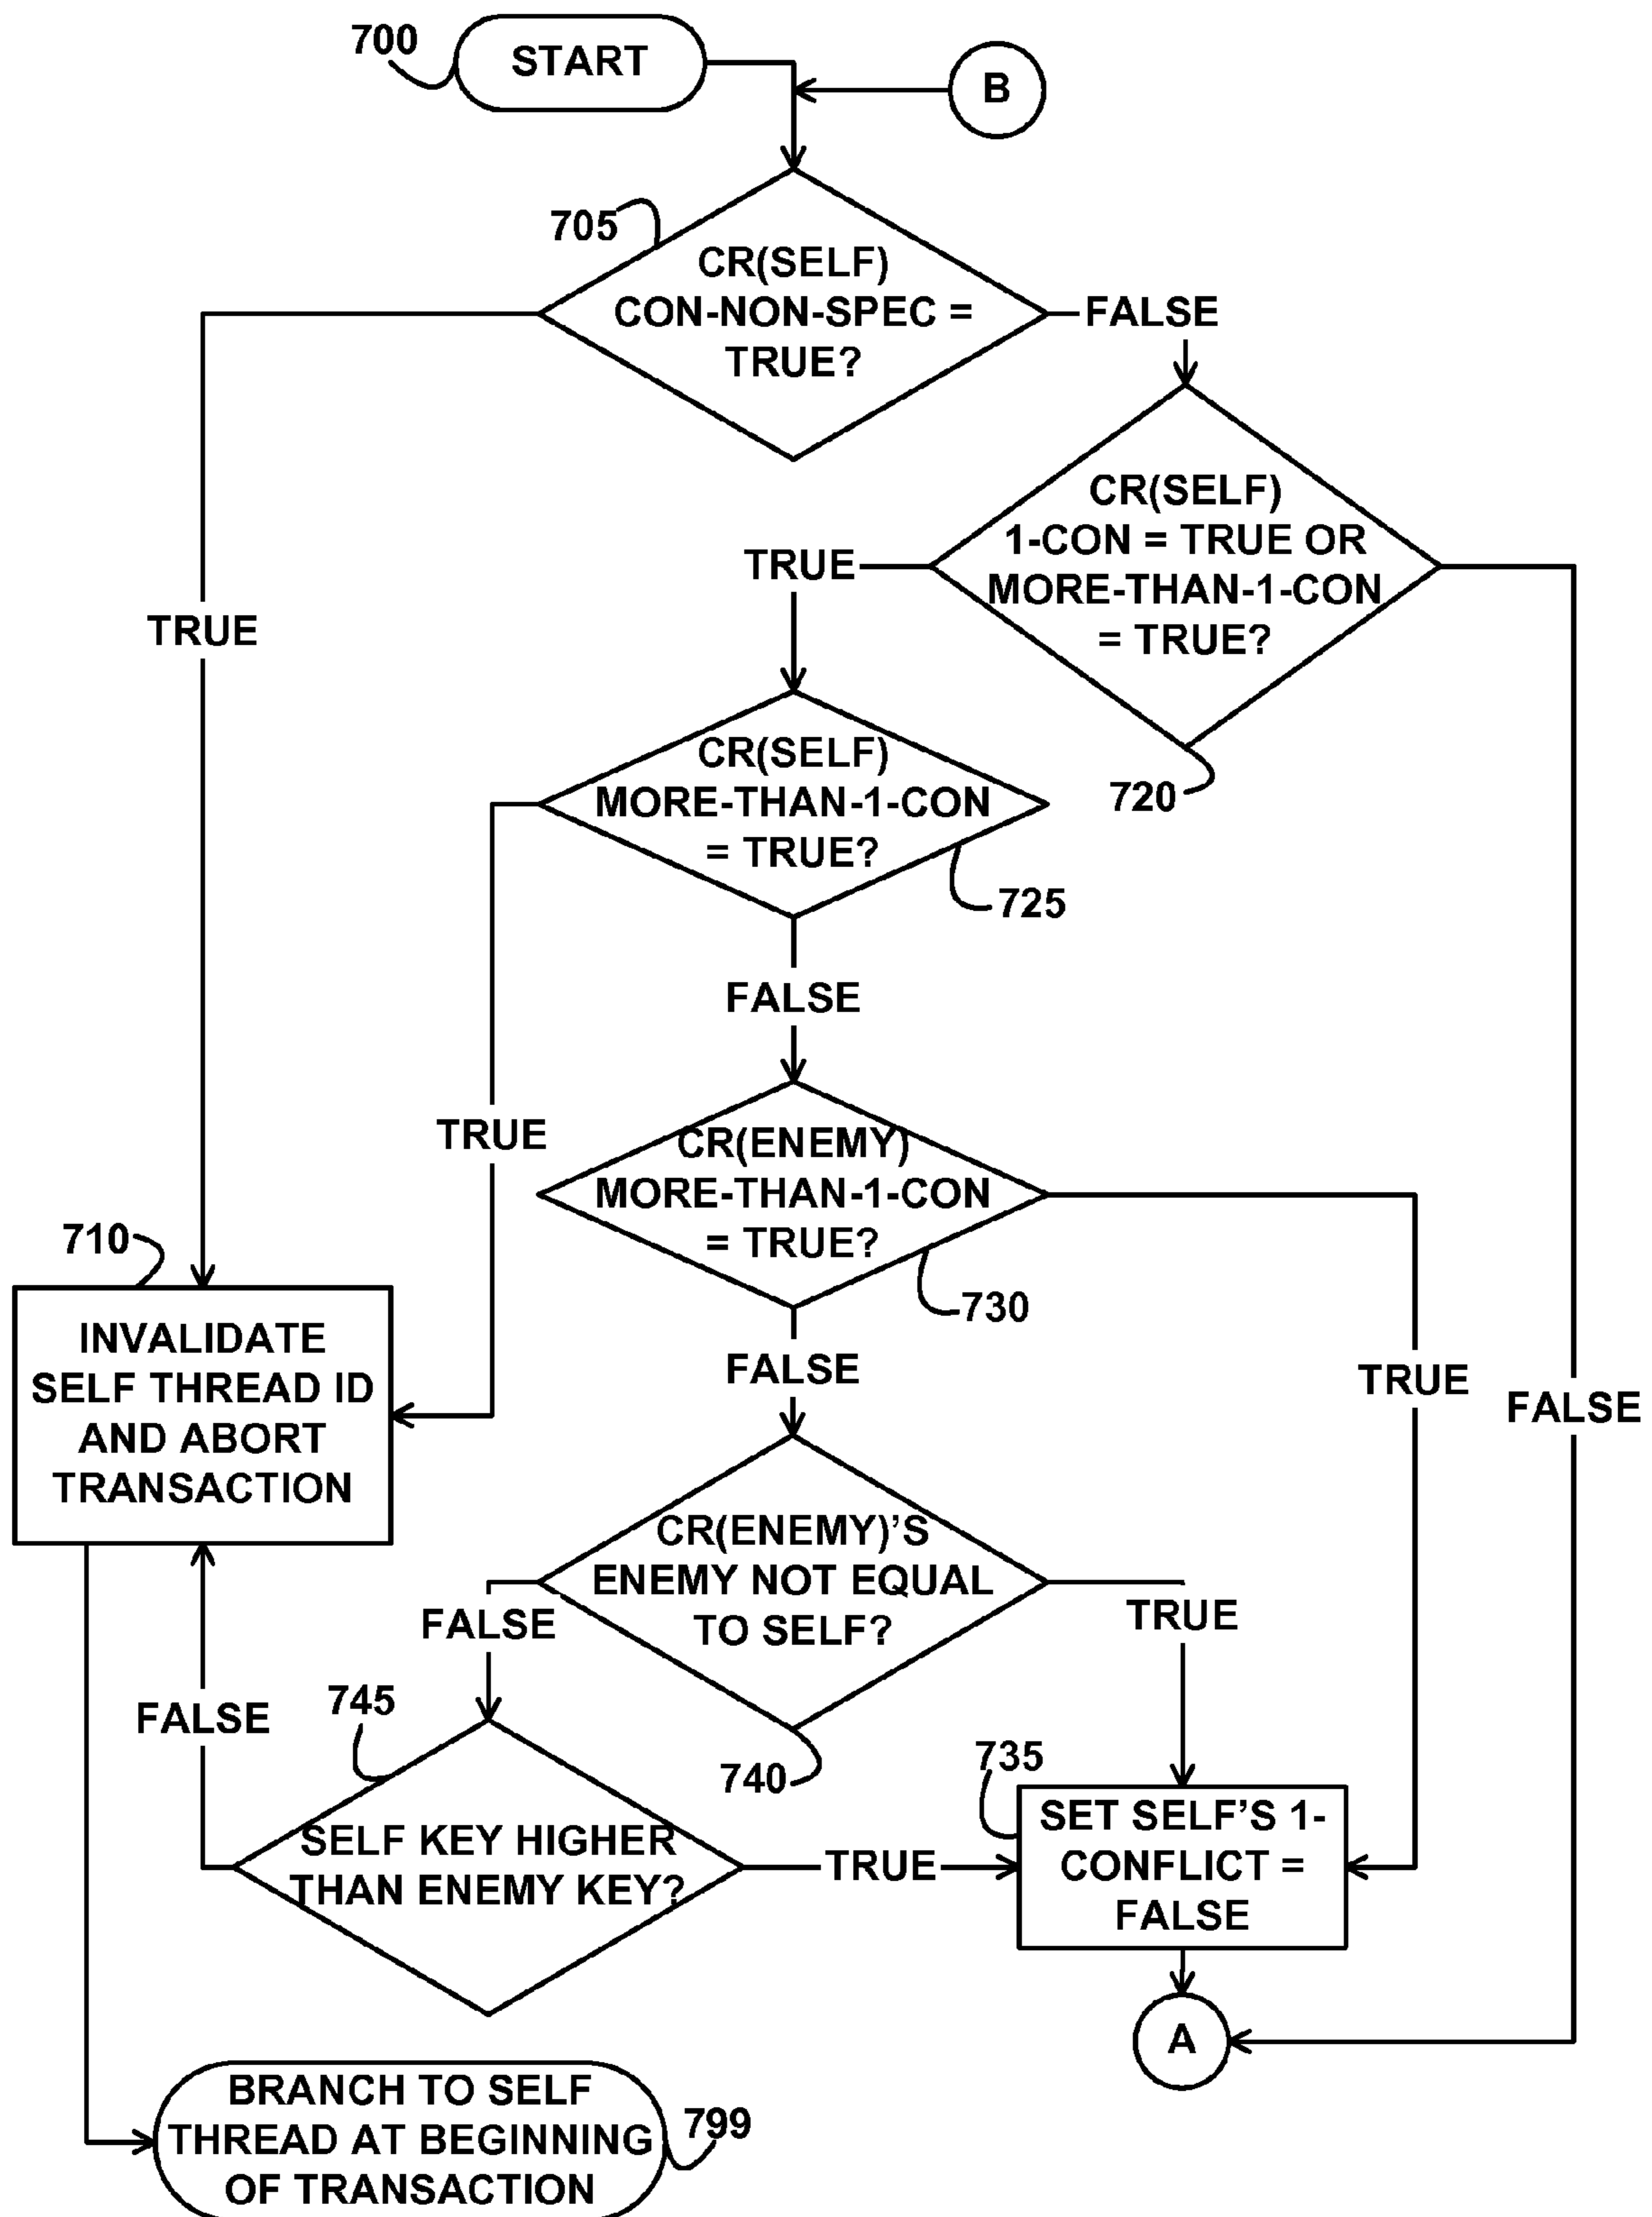 700
START
B
705
CR(SELF)
CON-NON-SPEC =
TRUE?
FALSE
CR(SELF)
1-CON = TRUE OR
MORE-THAN-1-CON
= TRUE?
TRUE
TRUE
720
CR(SELF)
MORE-THAN-1-CON
= TRUE?
725
FALSE
TRUE
CR(ENEMY)
MORE-THAN-1-CON
= TRUE?
730
710
INVALIDATE
SELF THREAD ID
AND ABORT
TRANSACTION
FALSE
TRUE
FALSE
CR(ENEMY)'S
ENEMY NOT EQUAL
TO SELF?
FALSE
TRUE
740
745
FALSE
SELF KEY HIGHER
THAN ENEMY KEY?
TRUE
735
SET SELF'S 1-
CONFLICT =
FALSE
A
BRANCH TO SELF
THREAD AT BEGINNING
OF TRANSACTION
799